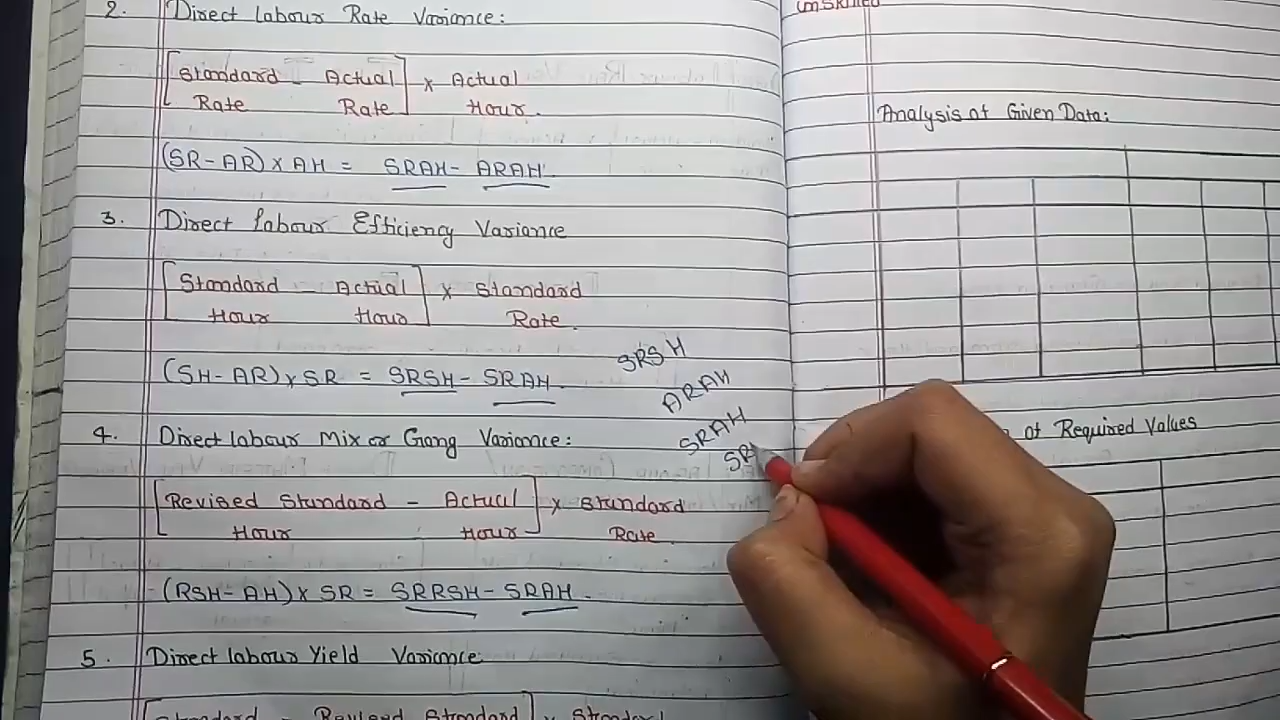 2. Direct Labour Rate Variance:
[Standard - Actual] x Actual
Rate Rate Hour.
(SR-AR) x AH = SRAH- ARAH
3. Direct Labour Efficiency Variance
[Standard - Actual] x Standard
Hour Hour Rate.
(SH-AR) x SR = SRSH- SRAH.
4. Direct labour Mix or Gang Variance:
[Revised Standard - Actual] x Standard
Hour Hour Rate.
(RSH-AH) x SR = SRRSH- SRAH.
5. Direct labour Yield Variance
Revised Standard
SRSH
ARAH
SRAH
Analysis of Given Data:
of Required Values